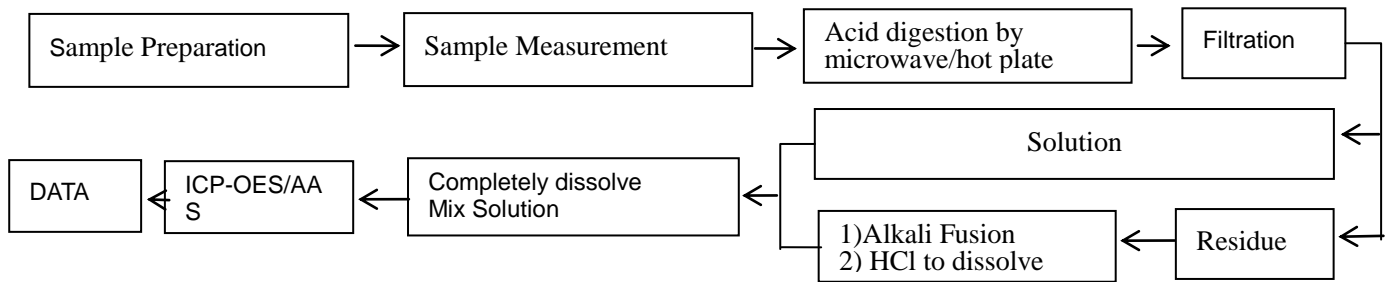 Sample Preparation
Sample Measurement
Acid digestion by
microwave/hot plate
Filtration
Solution
Residue
1)Alkali Fusion
2) HCl to dissolve
Completely dissolve
Mix Solution
ICP-OES/AA
S
DATA